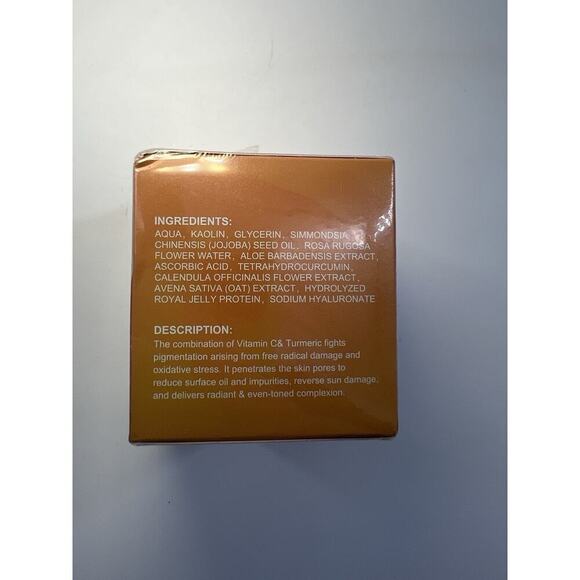 INGREDIENTS:
AQUA, KAOLIN, GLYCERIN, SIMMONDSIA
CHINENSIS (JOJOBA) SEED OIL, ROSA RUGOSA
FLOWER WATER, ALOE BARBADENSIS EXTRACT,
ASCORBIC ACID, TETRAHYDROCURCUMIN,
CALENDULA OFFICINALIS FLOWER EXTRACT,
AVENA SATIVA (OAT) EXTRACT, HYDROLYZED
ROYAL JELLY PROTEIN, SODIUM HYALURONATE
DESCRIPTION:
The combination of Vitamin C& Turmeric fights
pigmentation arising from free radical damage and
oxidative stress. It penetrates the skin pores to
reduce surface oil and impurities, reverse sun damage,
and delivers radiant & even-toned complexion.